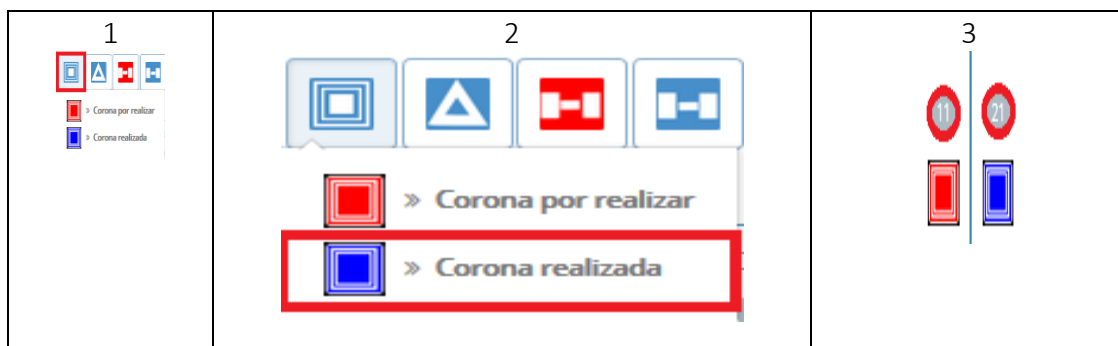 1
» Corona por realizar
» Corona realizada
2
» Corona por realizar
» Corona realizada
3
11 21